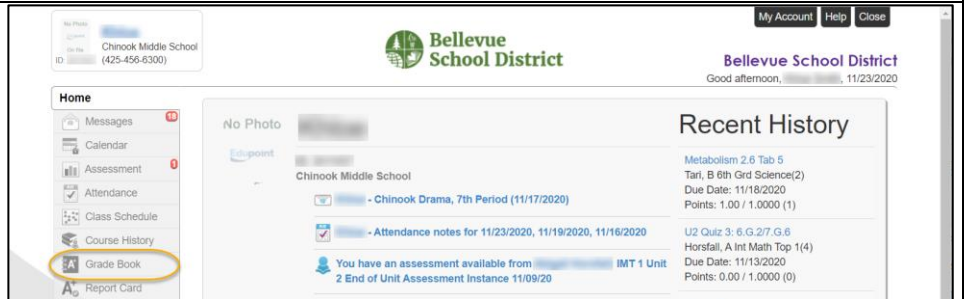 My Account Help Close
No Photo
Chinook Middle School
ID (425-456-6300)
Bellevue
School District
Bellevue School District
Good afternoon, , 11/23/2020
Home
Messages
Calendar
Assessment
Attendance
Class Schedule
Course History
Grade Book
Report Card
No Photo
Edupoint
Chinook Middle School
- Chinook Drama, 7th Period (11/17/2020)
- Attendance notes for 11/23/2020, 11/19/2020, 11/16/2020
You have an assessment available from IMT 1 Unit
2 End of Unit Assessment Instance 11/09/20
Recent History
Metabolism 2.6 Tab 5
Tari, B 6th Grd Science(2)
Due Date: 11/18/2020
Points: 1.00 / 1.0000 (1)
U2 Quiz 3: 6.G.2/7.G.6
Horsfall, A Int Math Top 1(4)
Due Date: 11/13/2020
Points: 0.00 / 1.0000 (0)